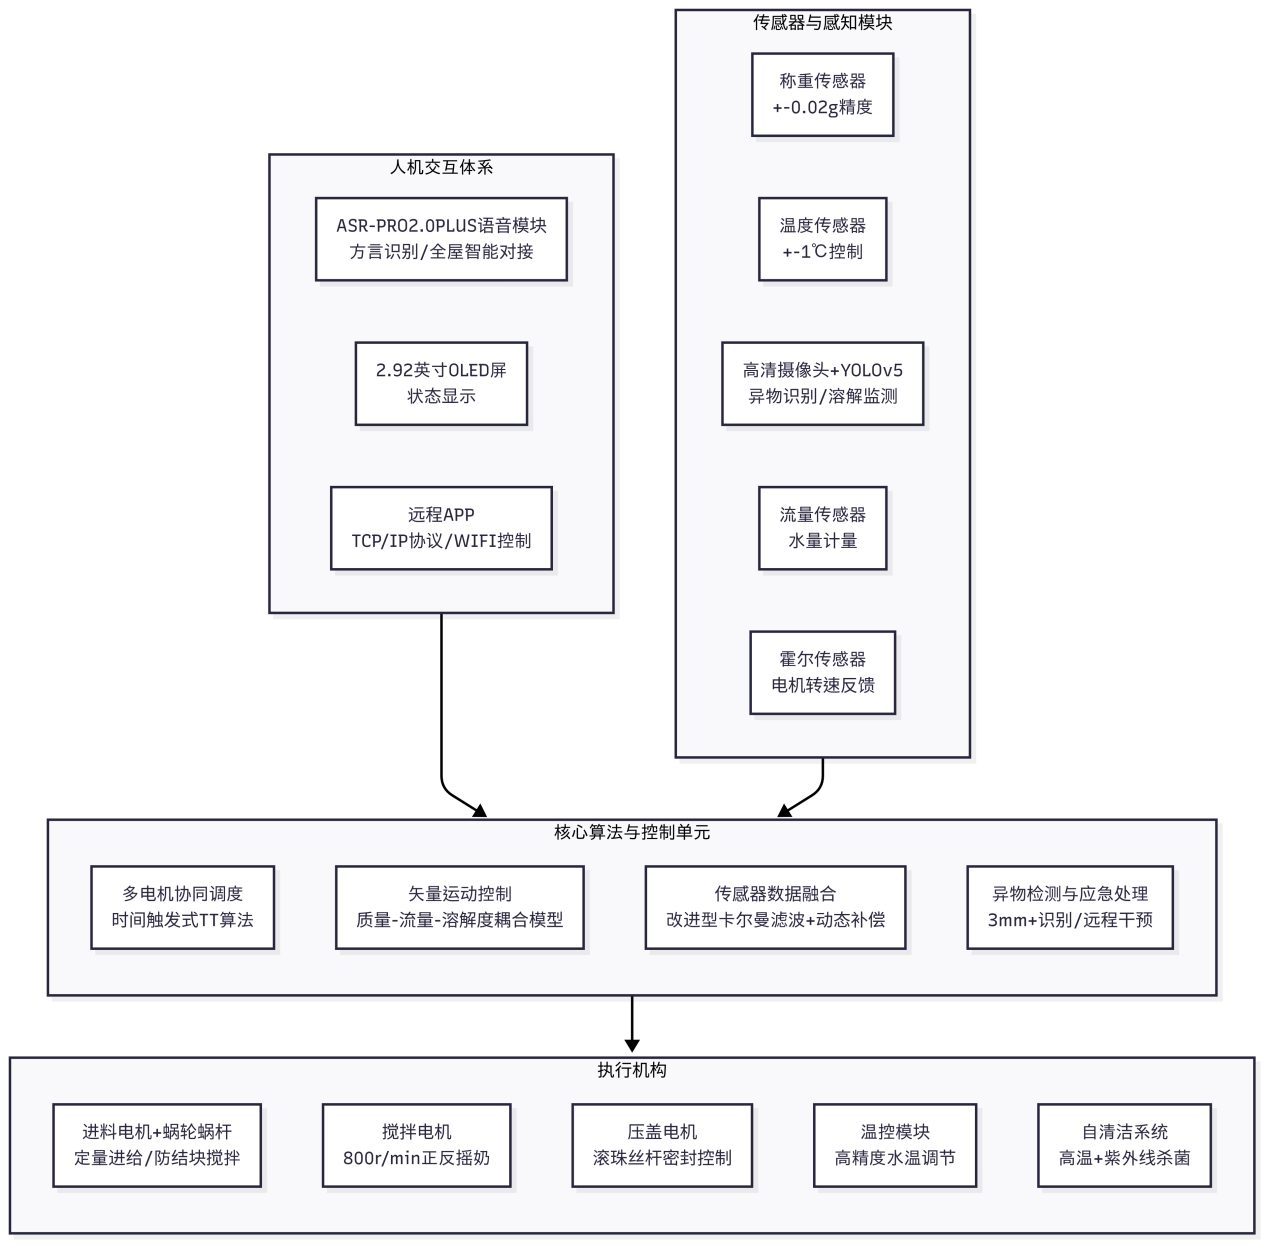 传感器与感知模块
称重传感器
+-0.02g精度
温度传感器
+-1℃控制
高清摄像头+YOLOv5
异物识别/溶解监测
流量传感器
水量计量
霍尔传感器
电机转速反馈
人机交互体系
ASR-PRO2.0PLUS语音模块
方言识别/全屋智能对接
2.92英寸OLED屏
状态显示
远程APP
TCP/IP协议/WIFI控制
核心算法与控制单元
多电机协同调度
时间触发式TT算法
矢量运动控制
质量-流量-溶解度耦合模型
传感器数据融合
改进型卡尔曼滤波+动态补偿
异物检测与应急处理
3mm+识别/远程干预
执行机构
进料电机+蜗轮蜗杆
定量进给/防结块搅拌
搅拌电机
800r/min正反摇奶
压盖电机
滚珠丝杆密封控制
温控模块
高精度水温调节
自清洁系统
高温+紫外线杀菌